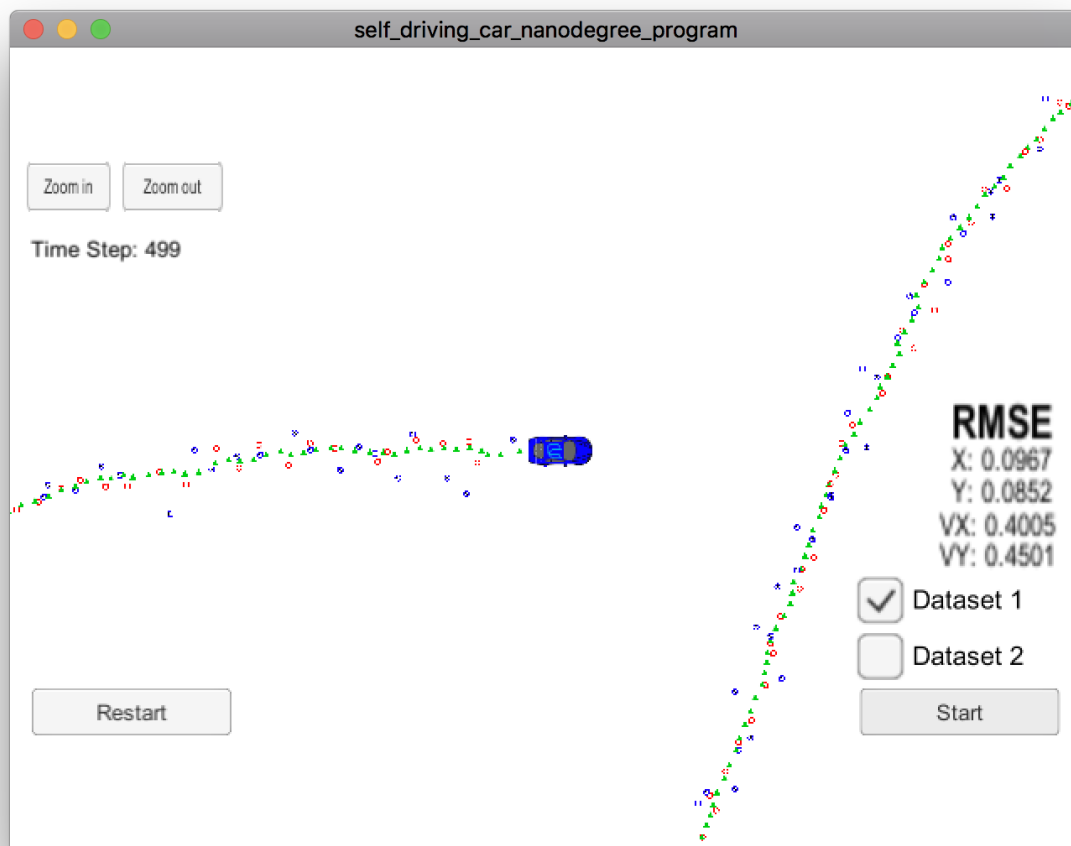 self_driving_car_nanodegree_program
Zoom in
Zoom out
Time Step: 499
RMSE
X: 0.0967
Y: 0.0852
VX: 0.4005
VY: 0.4501
Dataset 1
Dataset 2
Restart
Start